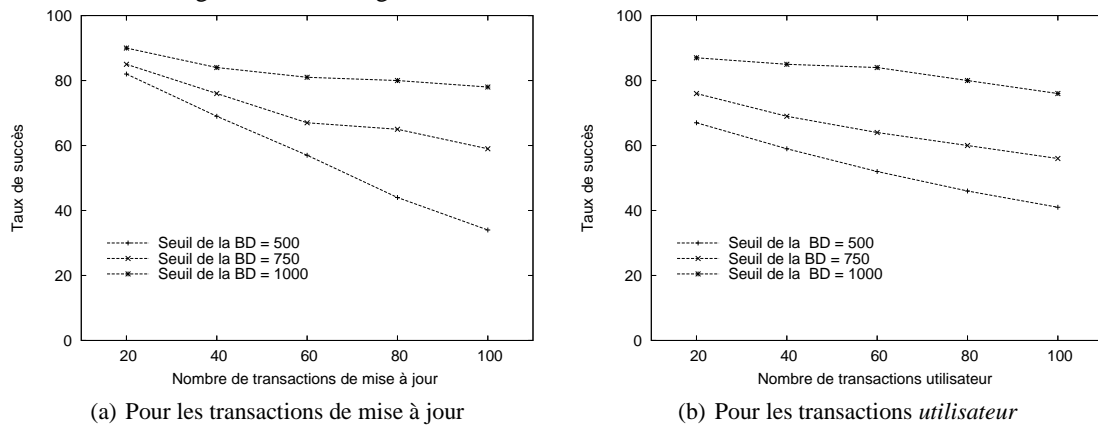 100
80
60
40
20
0
Taux de succès
Seuil de la BD = 500
Seuil de la BD = 750
Seuil de la BD = 1000
20 40 60 80 100
Nombre de transactions de mise à jour
(a) Pour les transactions de mise à jour
100
80
60
40
20
0
Taux de succès
Seuil de la BD = 500
Seuil de la BD = 750
Seuil de la BD = 1000
20 40 60 80 100
Nombre de transactions utilisateur
(b) Pour les transactions utilisateur